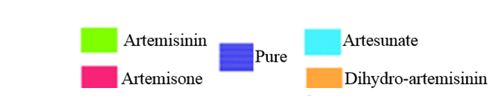 Artemisinin
Artemisone
Pure
Artesunate
Dihydro-artemisinin